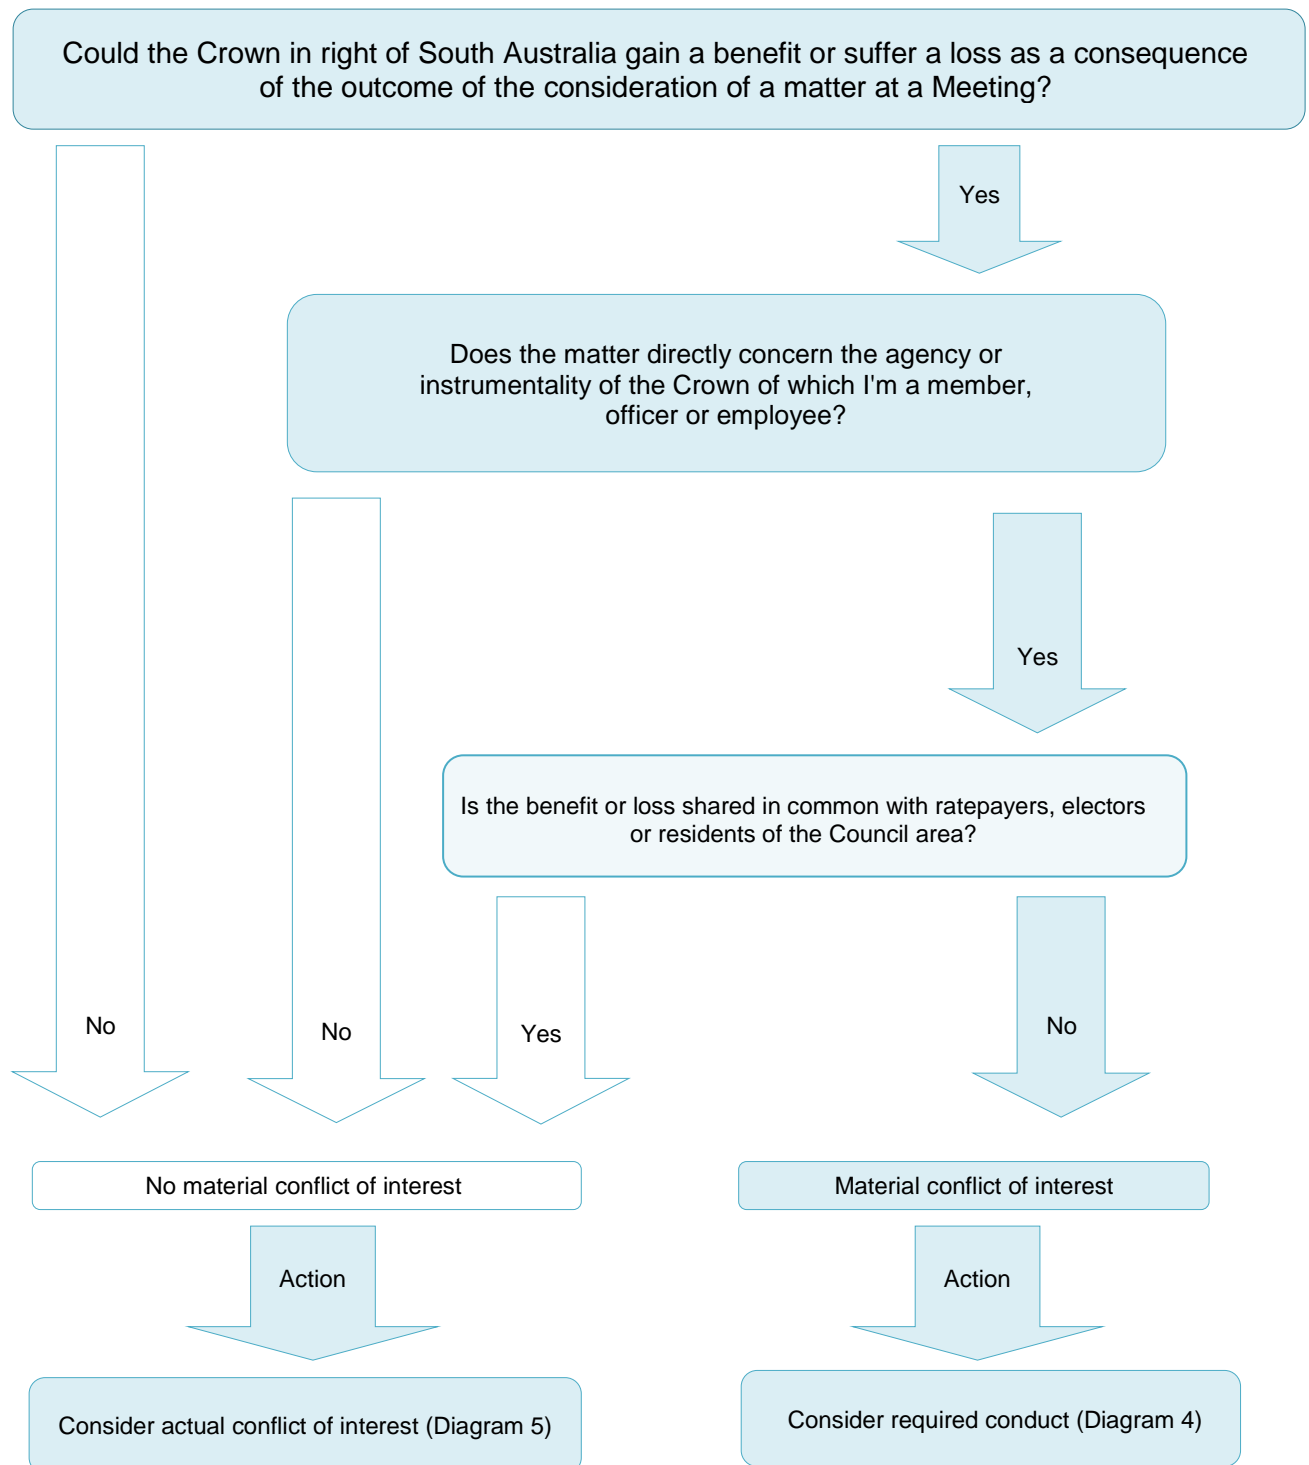 Could the Crown in right of South Australia gain a benefit or suffer a loss as a consequence
of the outcome of the consideration of a matter at a Meeting?
Yes
Does the matter directly concern the agency or
instrumentality of the Crown of which I'm a member,
officer or employee?
Yes
Is the benefit or loss shared in common with ratepayers, electors
or residents of the Council area?
No
No
Yes
No
No material conflict of interest
Material conflict of interest
Action
Action
Consider actual conflict of interest (Diagram 5)
Consider required conduct (Diagram 4)